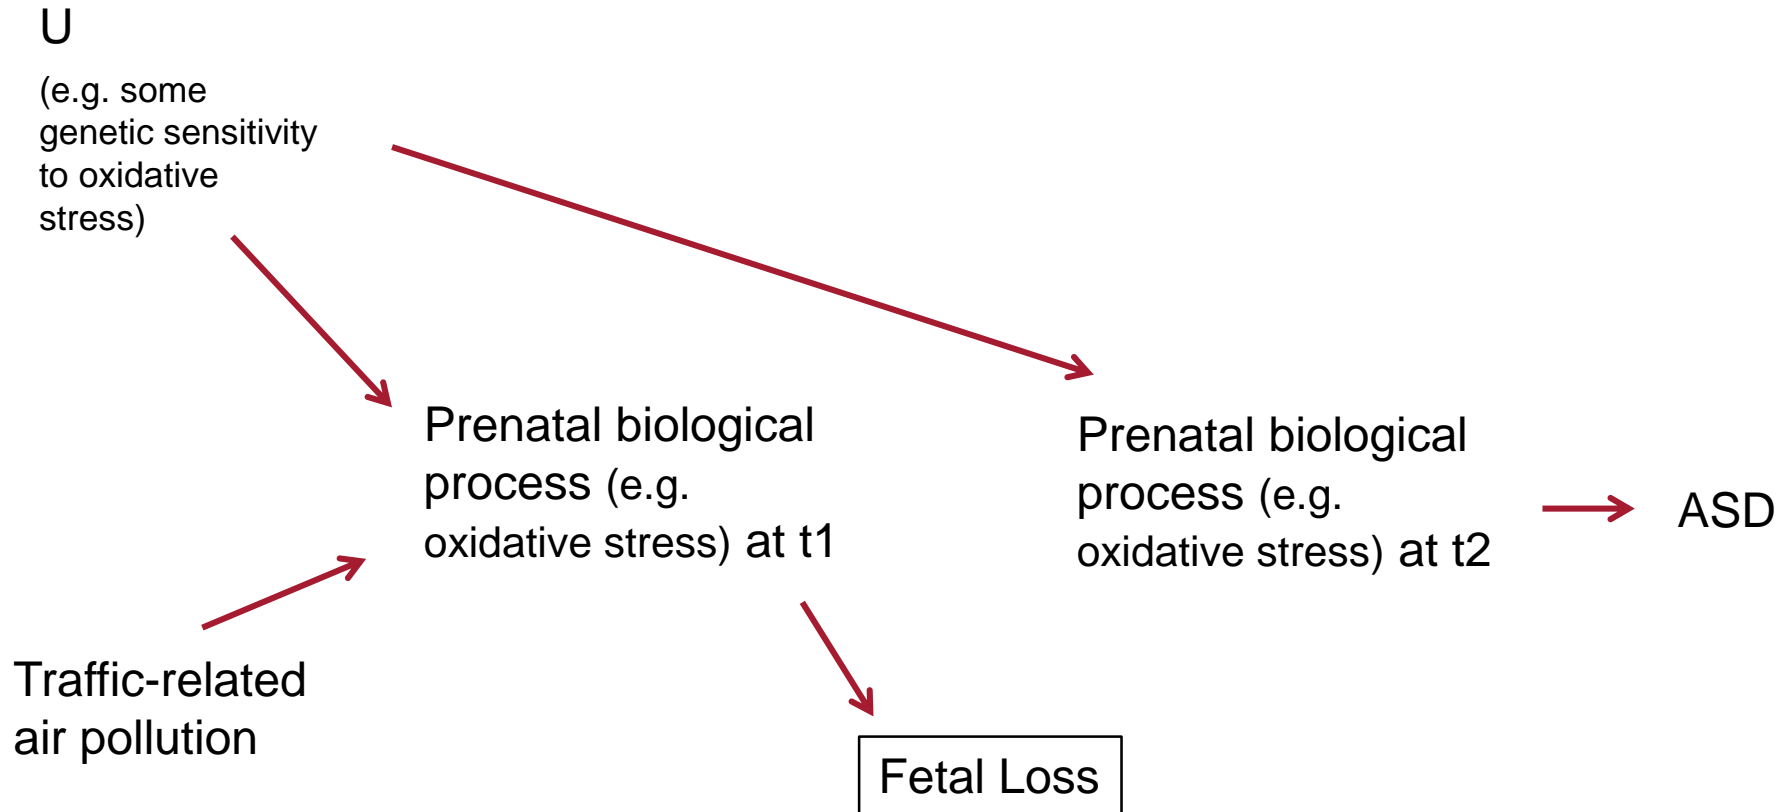 U
(e.g. some
genetic sensitivity
to oxidative
stress)
Prenatal biological
process (e.g.
oxidative stress) at t1
Prenatal biological
process (e.g.
oxidative stress) at t2
ASD
Traffic-related
air pollution
Fetal Loss